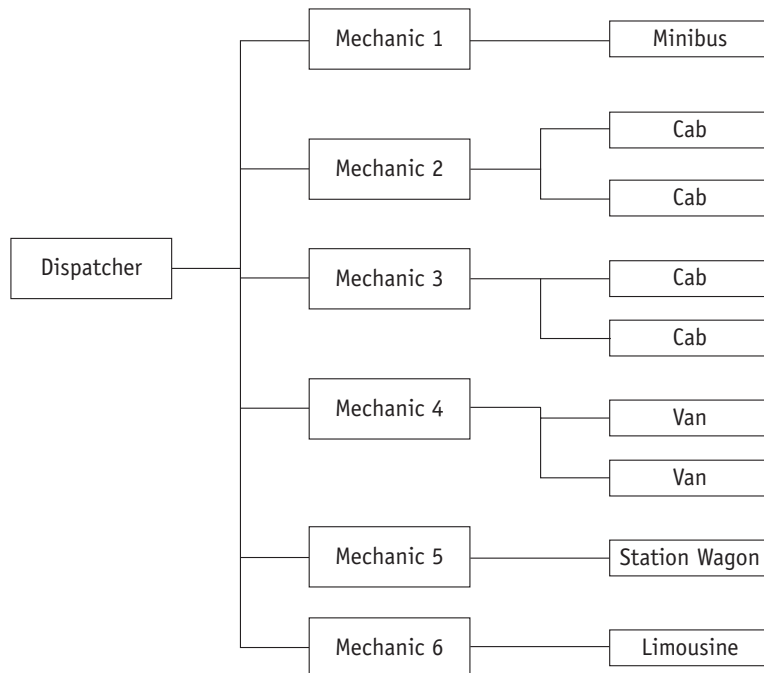 Dispatcher
Mechanic 1
Minibus
Mechanic 2
Cab
Cab
Mechanic 3
Cab
Cab
Mechanic 4
Van
Van
Mechanic 5
Station Wagon
Mechanic 6
Limousine